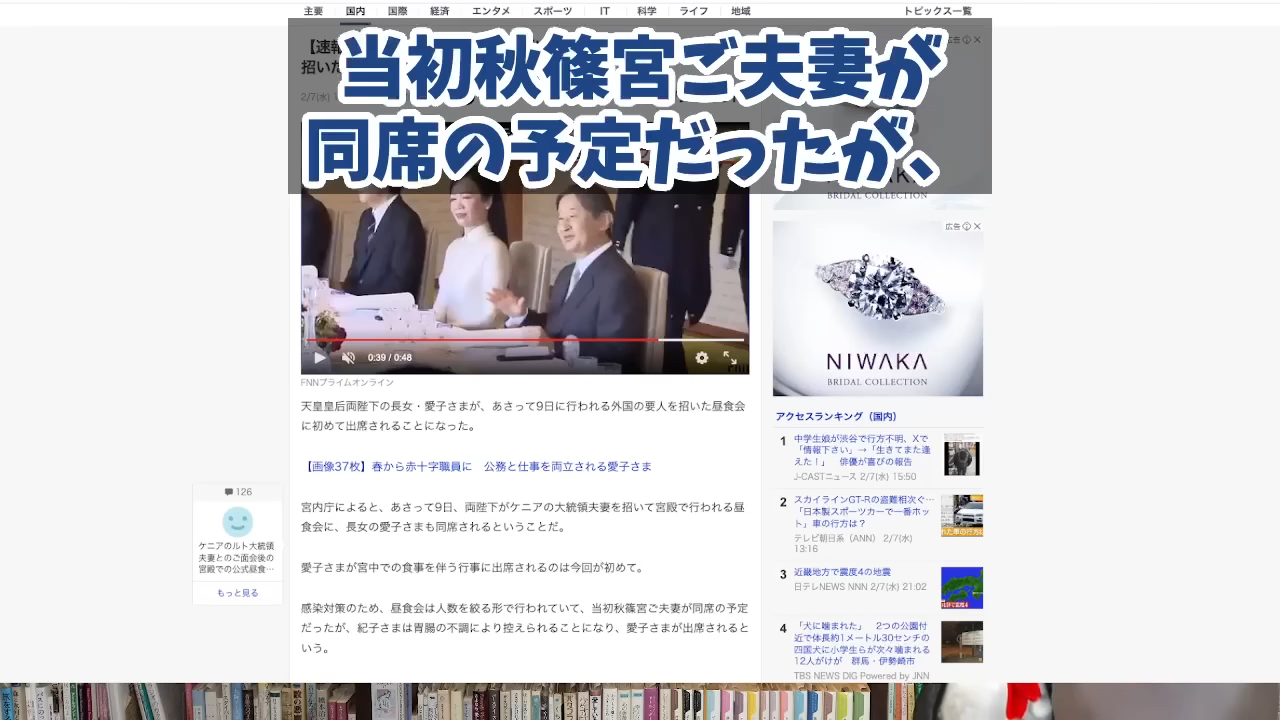 主要 国内 国際 経済 エンタメ スポーツ IT 科学 ライフ 地域 トピックス一覧
当初秋篠宮ご夫妻が
同席の予定だったが、
【速報
招いた
2/7(水)
0:39 / 0:48
FNNプライムオンライン
天皇皇后両陛下の長女・愛子さまが、あさって9日に行われる外国の要人を招いた昼食会
に初めて出席されることになった。
【画像37枚】春から赤十字職員に 公務と仕事を両立される愛子さま
宮内庁によると、あさって9日、両陛下がケニアの大統領夫妻を招いて宮殿で行われる昼
食会に、長女の愛子さまも同席されるということだ。
愛子さまが宮中での食事を伴う行事に出席されるのは今回が初めて。
感染対策のため、昼食会は人数を絞る形で行われていて、当初秋篠宮ご夫妻が同席の予定
だったが、紀子さまは胃腸の不調により控えられることになり、愛子さまが出席されると
いう。
126
ケニアのルト大統領
夫妻とのご面会後の
宮殿での公式昼食…
もっと見る
広告
BRIDAL COLLECTION
広告
NIWAKA
BRIDAL COLLECTION
アクセスランキング（国内）
1
中学生娘が渋谷で行方不明、Xで
「情報下さい」→「生きてまた逢
えた！」 俳優が喜びの報告
J-CASTニュース 2/7(水) 15:50
2
スカイラインGT-Rの盗難相次ぐ…
「日本製スポーツカーで一番ホッ
ト」車の行方は？
テレビ朝日系（ANN） 2/7(水)
13:16
3
近畿地方で震度4の地震
日テレNEWS NNN 2/7(水) 21:02
4
「犬に噛まれた」 2つの公園付
近で体長約1メートル30センチの
四国犬に小学生らが次々噛まれる
12人がけが 群馬・伊勢崎市
TBS NEWS DIG Powered by JNN